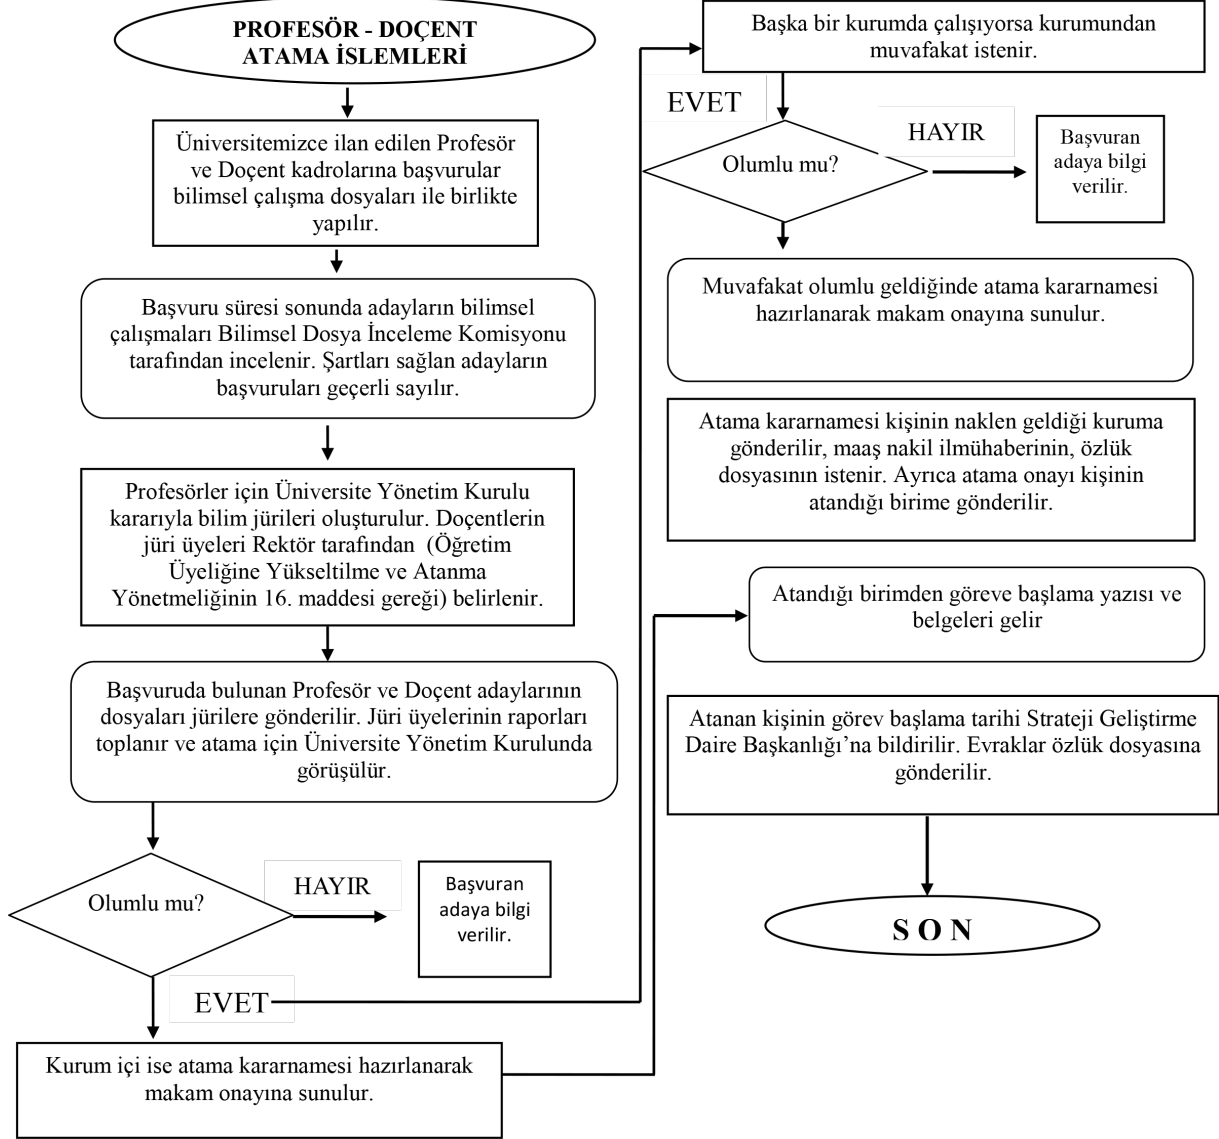 PROFESÖR - DOÇENT
ATAMA İSLEMLERİ
Üniversitemizce ilan edilen Profesör
ve Doçent kadrolarına başvurular
bilimsel çalışma dosyaları ile birlikte
yapılır.
Başvuru süresi sonunda adayların bilimsel
çalışmaları Bilimsel Dosya İnceleme Komisyonu
tarafından incelenir. Şartları sağlan adayların
başvuruları geçerli sayılır.
Profesörler için Üniversite Yönetim Kurulu
kararıyla bilim jürileri oluşturulur. Doçentlerin
jüri üyeleri Rektör tarafından (Öğretim
Üyeliğine Yükseltilme ve Atanma
Yönetmeliğinin 16. maddesi gereği) belirlenir.
Başvuruda bulunan Profesör ve Doçent adaylarının
dosyaları jürilere gönderilir. Jüri üyelerinin raporları
toplanır ve atama için Üniversite Yönetim Kurulunda
görüşülür.
Olumlu mu?
HAYIR
Başvuran
adaya bilgi
verilir.
EVET
Kurum içi ise atama kararnamesi hazırlanarak
makam onayına sunulur.
Başka bir kurumda çalışıyorsa kurumundan
muvafakat istenir.
EVET
Olumlu mu?
HAYIR
Başvuran
adaya bilgi
verilir.
Muvafakat olumlu geldiğinde atama kararnamesi
hazırlanarak makam onayına sunulur.
Atama kararnamesi kişinin naklen geldiği kuruma
gönderilir, maaş nakil ilmühaberinin, özlük
dosyasının istenir. Ayrıca atama onayı kişinin
atandığı birime gönderilir.
Atandığı birimden göreve başlama yazısı ve
belgeleri gelir
Atanan kişinin görev başlama tarihi Strateji Geliştirme
Daire Başkanlığı’na bildirilir. Evraklar özlük dosyasına
gönderilir.
S O N